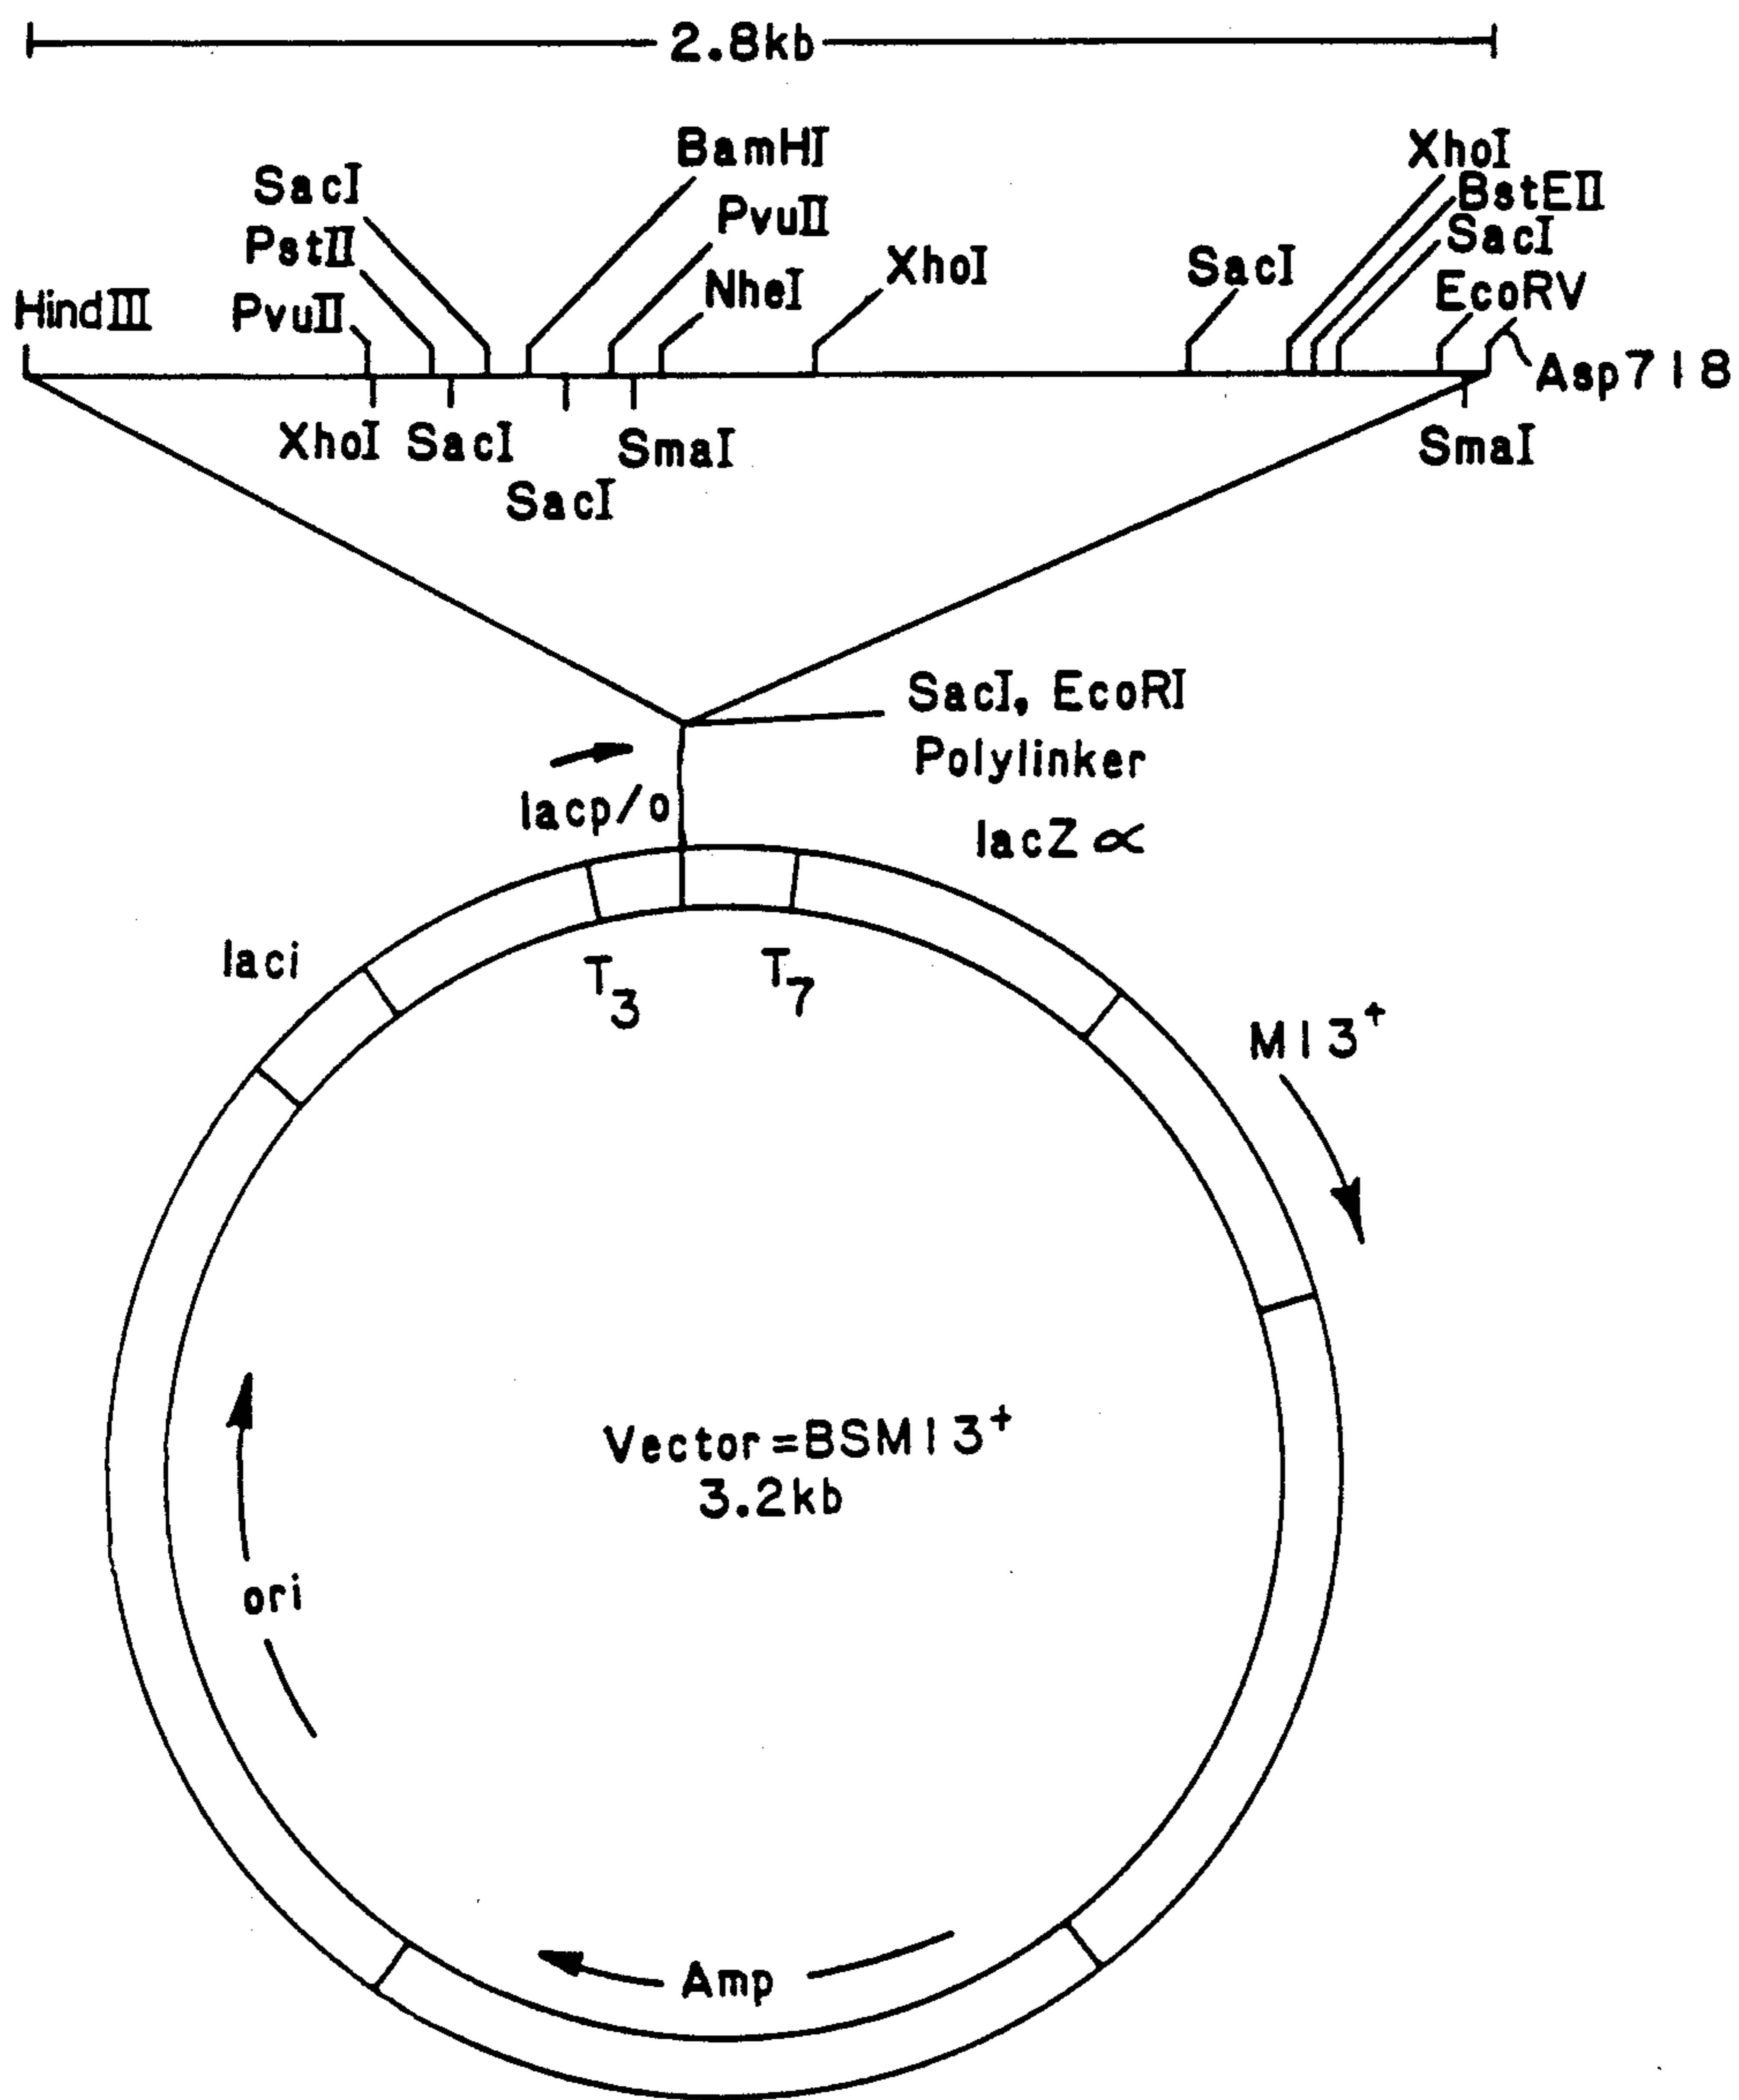 2.8kb
BamHI
XhoI
SacI
BstEII
PvuII
SacI
PstII
XhoI
SacI
NheI
EcoRV
HindIII
PvuII
Asp718
XhoI
SacI
SmaI
SmaI
SacI
SacI, EcoRI
Polylinker
lacp/o
lacZ ∝
laci
T3
T7
M13+
Vector=BSM13+
3.2kb
ori
Amp